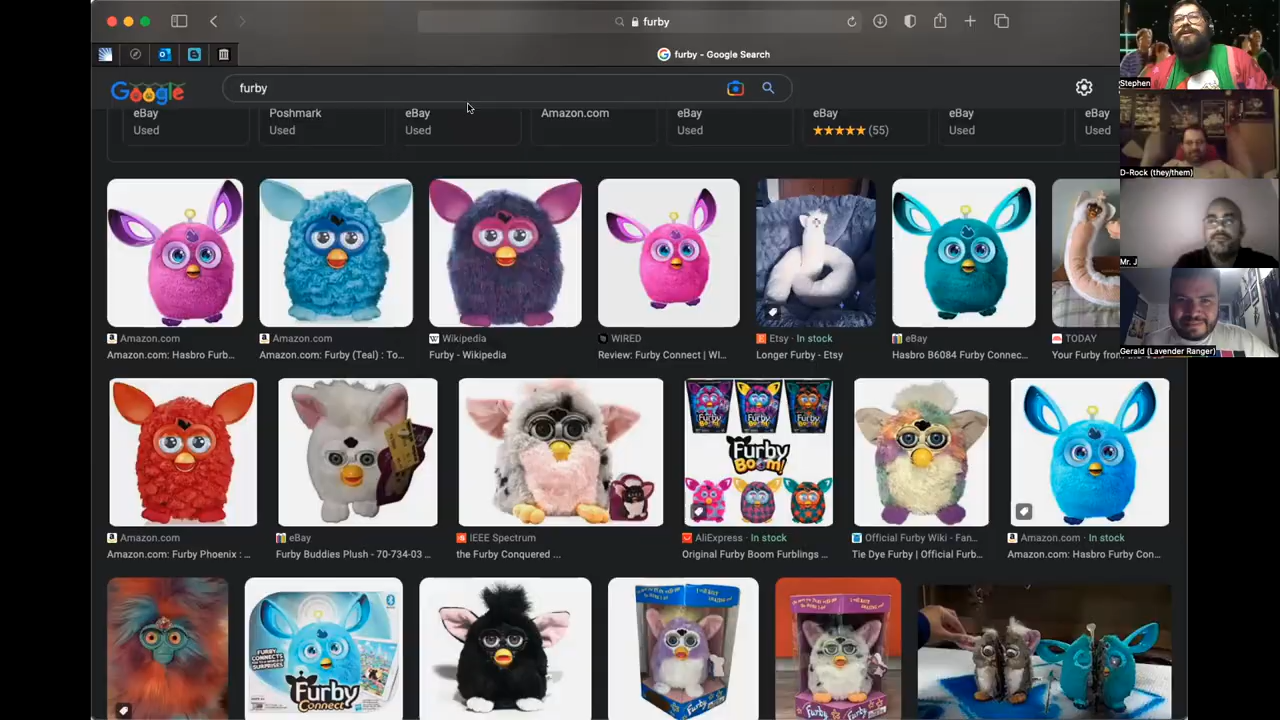 furby
furby - Google Search
Google
furby
eBay
Used
Poshmark
Used
eBay
Used
Amazon.com
eBay
Used
eBay
(55)
eBay
Used
eBay
Used
Amazon.com
Amazon.com: Hasbro Furb...
Amazon.com
Amazon.com: Furby (Teal) : To...
Wikipedia
Furby - Wikipedia
WIRED
Review: Furby Connect | WI...
Etsy · In stock
Longer Furby - Etsy
eBay
Hasbro B6084 Furby Connec...
TODAY
Your Furby from
Stephen
D-Rock (they/them)
Mr. J
Gerald (Lavender Ranger)
Furby
BOOM!
Amazon.com
Amazon.com: Furby Phoenix : ...
eBay
Furby Buddies Plush - 70-734-03 ...
IEEE Spectrum
the Furby Conquered ...
AliExpress · In stock
Original Furby Boom Furblings ...
Official Furby Wiki - Fan...
Tie Dye Furby | Official Furb...
Amazon.com · In stock
Amazon.com: Hasbro Furby Con...
FURBY
CONNECTS
Furby
CONNECT
Furby
Furby